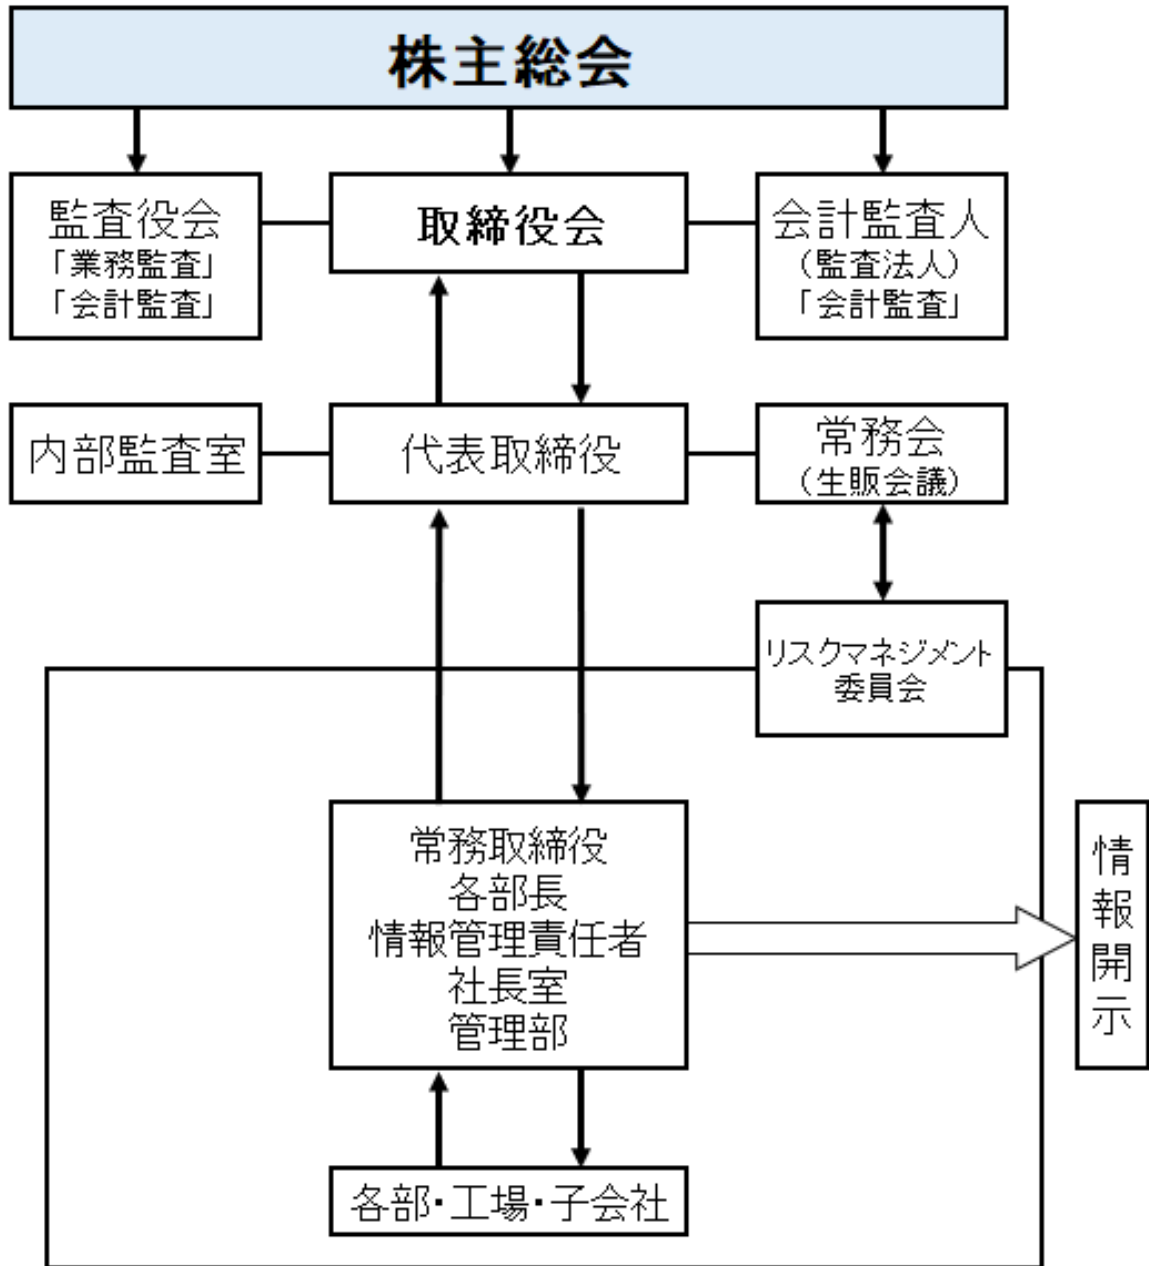 株主総会
監査役会
「業務監査」
「会計監査」
取締役会
会計監査人
（監査法人）
「会計監査」
内部監査室
代表取締役
常務会
（生販会議）
リスクマネジメント
委員会
常務取締役
各部長
情報管理責任者
社長室
管理部
情報開示
各部・工場・子会社